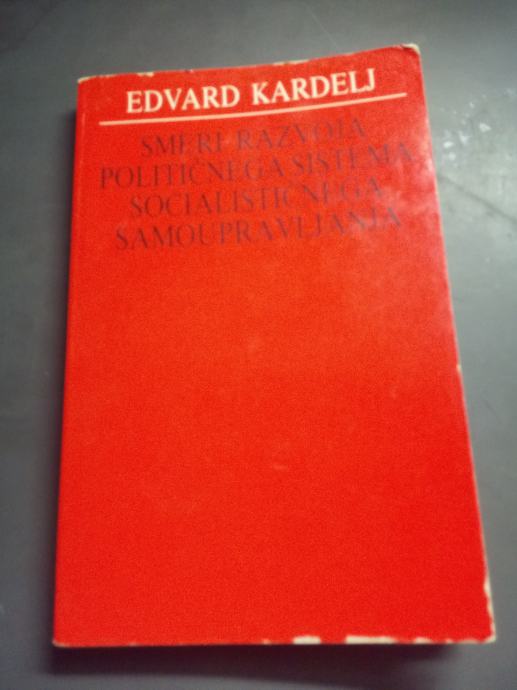 EDVARD KARDELJ
SMERI RAZVOJA
POLITIČNEGA SISTEMA
SOCIALISTIČNEGA
SAMOUPRAVLJANJA